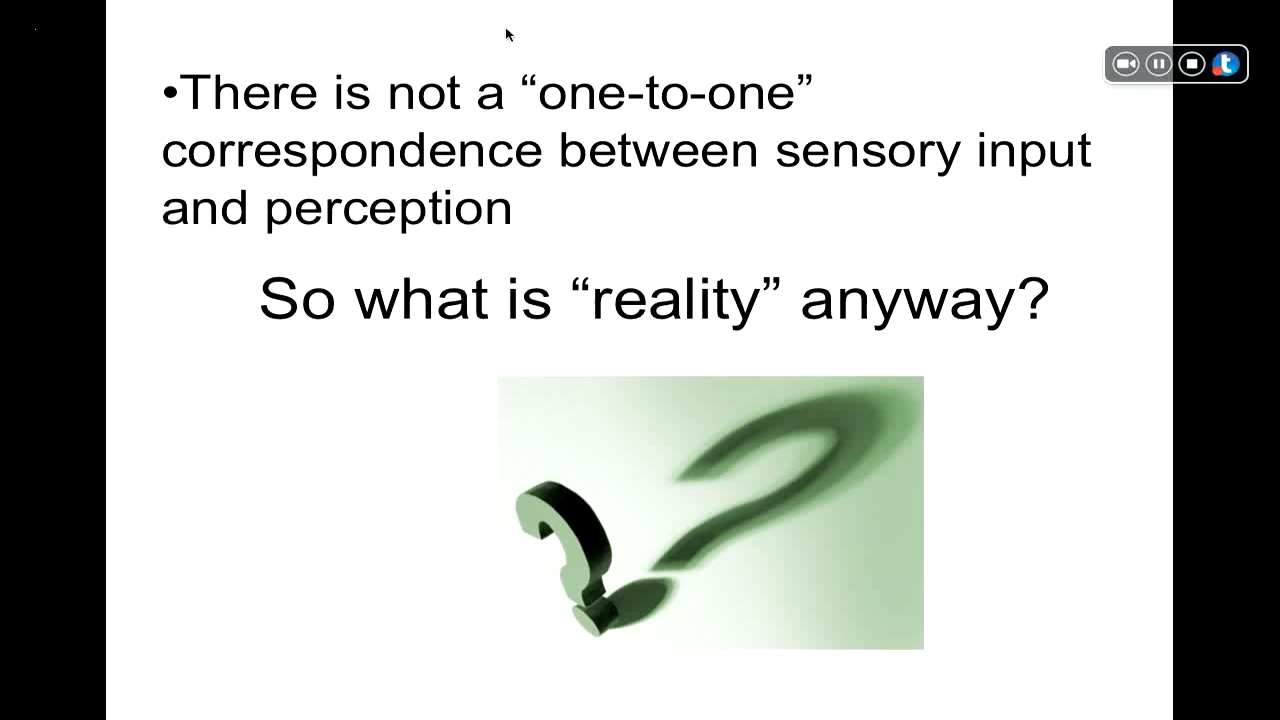 •There is not a “one-to-one”
correspondence between sensory input
and perception
So what is “reality” anyway?